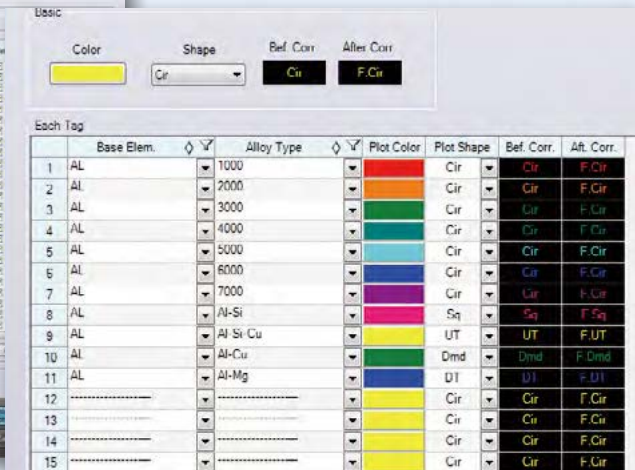 Basic
Color Shape Bef. Corr After Corr
Cir Cir F.Cir
Each Tag
Base Elem. Alloy Type Plot Color Plot Shape Bef. Corr. Aft. Corr.
1 AL 1000 Cir Cir F.Cir
2 AL 2000 Cir Cir F.Cir
3 AL 3000 Cir Cir F.Cir
4 AL 4000 Cir Cir F.Cir
5 AL 5000 Cir Cir F.Cir
6 AL 6000 Cir Cir F.Cir
7 AL 7000 Cir Cir F.Cir
8 AL Al-Si Sq Sq F.Sq
9 AL Al-Si-Cu UT UT F.UT
10 AL Al-Cu Dmd Dmd F.Dmd
11 AL Al-Mg DT DT F.DT
12 Cir Cir F.Cir
13 Cir Cir F.Cir
14 Cir Cir F.Cir
15 Cir Cir F.Cir